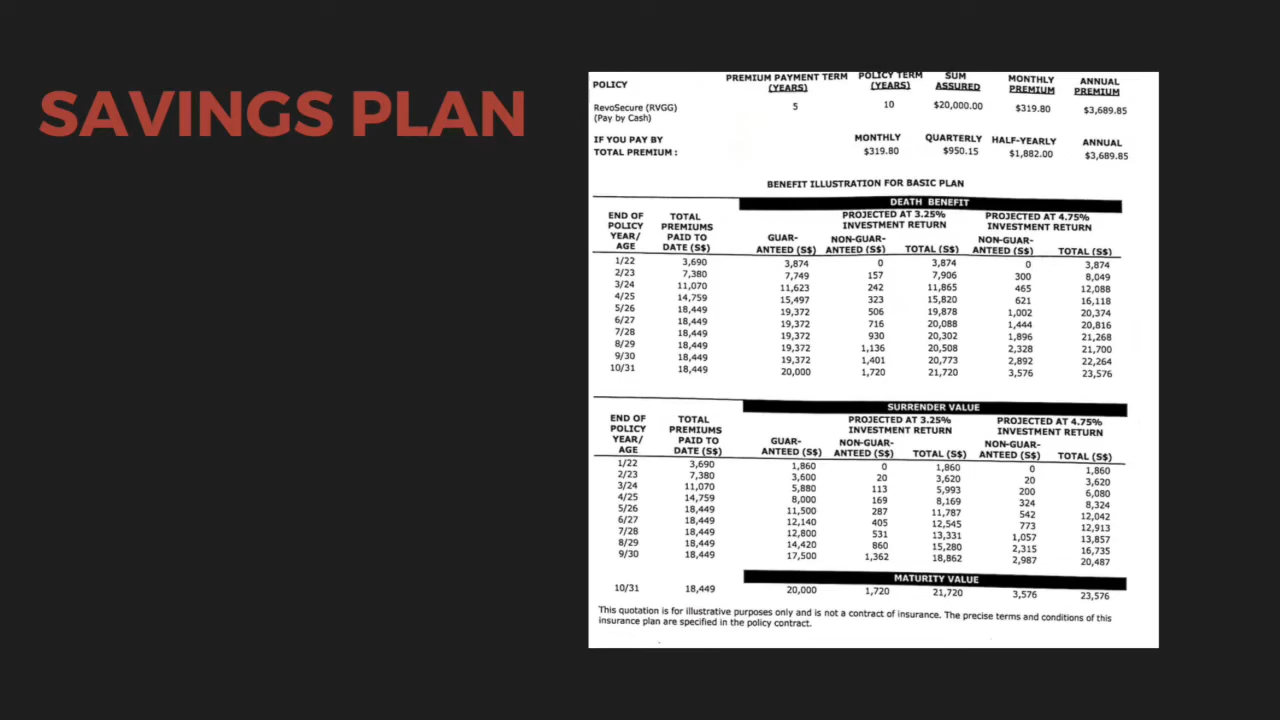 SAVINGS PLAN
POLICY PREMIUM PAYMENT TERM (YEARS) POLICY TERM (YEARS) SUM ASSURED MONTHLY PREMIUM ANNUAL PREMIUM
RevoSecure (RVGG) 5 10 $20,000.00 $319.80 $3,689.85
(Pay by Cash)
IF YOU PAY BY MONTHLY QUARTERLY HALF-YEARLY ANNUAL
TOTAL PREMIUM : $319.80 $950.15 $1,882.00 $3,689.85
BENEFIT ILLUSTRATION FOR BASIC PLAN
DEATH BENEFIT
END OF POLICY YEAR/ AGE TOTAL PREMIUMS PAID TO DATE (S$) GUAR-ANTEED (S$) PROJECTED AT 3.25% INVESTMENT RETURN NON-GUAR-ANTEED (S$) TOTAL (S$) PROJECTED AT 4.75% INVESTMENT RETURN NON-GUAR-ANTEED (S$) TOTAL (S$)
1/22 3,690 3,874 0 3,874 0 3,874
2/23 7,380 7,749 157 7,906 300 8,049
3/24 11,070 11,623 242 11,865 465 12,088
4/25 14,759 15,497 323 15,820 621 16,118
5/26 18,449 19,372 506 19,878 1,002 20,374
6/27 18,449 19,372 716 20,088 1,444 20,816
7/28 18,449 19,372 930 20,302 1,896 21,268
8/29 18,449 19,372 1,136 20,508 2,328 21,700
9/30 18,449 19,372 1,401 20,773 2,892 22,264
10/31 18,449 20,000 1,720 21,720 3,576 23,576
SURRENDER VALUE
END OF POLICY YEAR/ AGE TOTAL PREMIUMS PAID TO DATE (S$) GUAR-ANTEED (S$) PROJECTED AT 3.25% INVESTMENT RETURN NON-GUAR-ANTEED (S$) TOTAL (S$) PROJECTED AT 4.75% INVESTMENT RETURN NON-GUAR-ANTEED (S$) TOTAL (S$)
1/22 3,690 1,860 0 1,860 0 1,860
2/23 7,380 3,600 20 3,620 20 3,620
3/24 11,070 5,880 113 5,993 200 6,080
4/25 14,759 8,000 169 8,169 324 8,324
5/26 18,449 11,500 287 11,787 542 12,042
6/27 18,449 12,140 405 12,545 773 12,913
7/28 18,449 12,800 531 13,331 1,057 13,857
8/29 18,449 14,420 860 15,280 2,315 16,735
9/30 18,449 17,500 1,362 18,862 2,987 20,487
MATURITY VALUE
10/31 18,449 20,000 1,720 21,720 3,576 23,576
This quotation is for illustrative purposes only and is not a contract of insurance. The precise terms and conditions of this
insurance plan are specified in the policy contract.